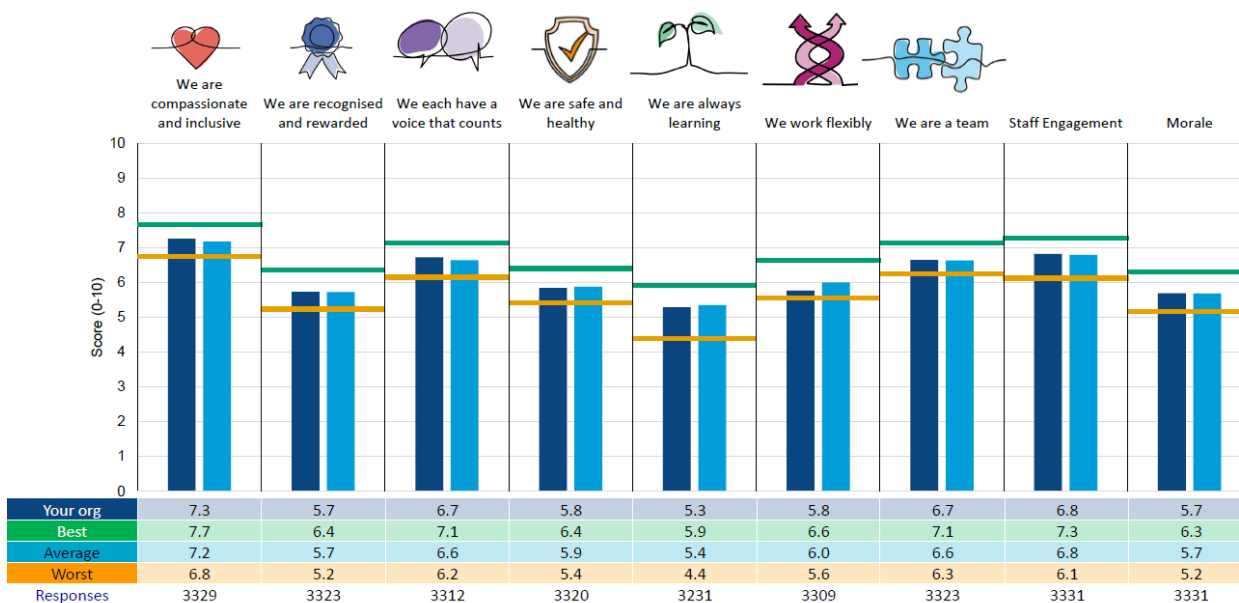 We are
compassionate
and inclusive
We are recognised
and rewarded
We each have a
voice that counts
We are safe and
healthy
We are always
learning
We work flexibly
We are a team
Staff Engagement
Morale
Score (0-10)
10
9
8
7
6
5
4
3
2
1
0
Your org 7.3 5.7 6.7 5.8 5.3 5.8 6.7 6.8 5.7
Best 7.7 6.4 7.1 6.4 5.9 6.6 7.1 7.3 6.3
Average 7.2 5.7 6.6 5.9 5.4 6.0 6.6 6.8 5.7
Worst 6.8 5.2 6.2 5.4 4.4 5.6 6.3 6.1 5.2
Responses 3329 3323 3312 3320 3231 3309 3323 3331 3331